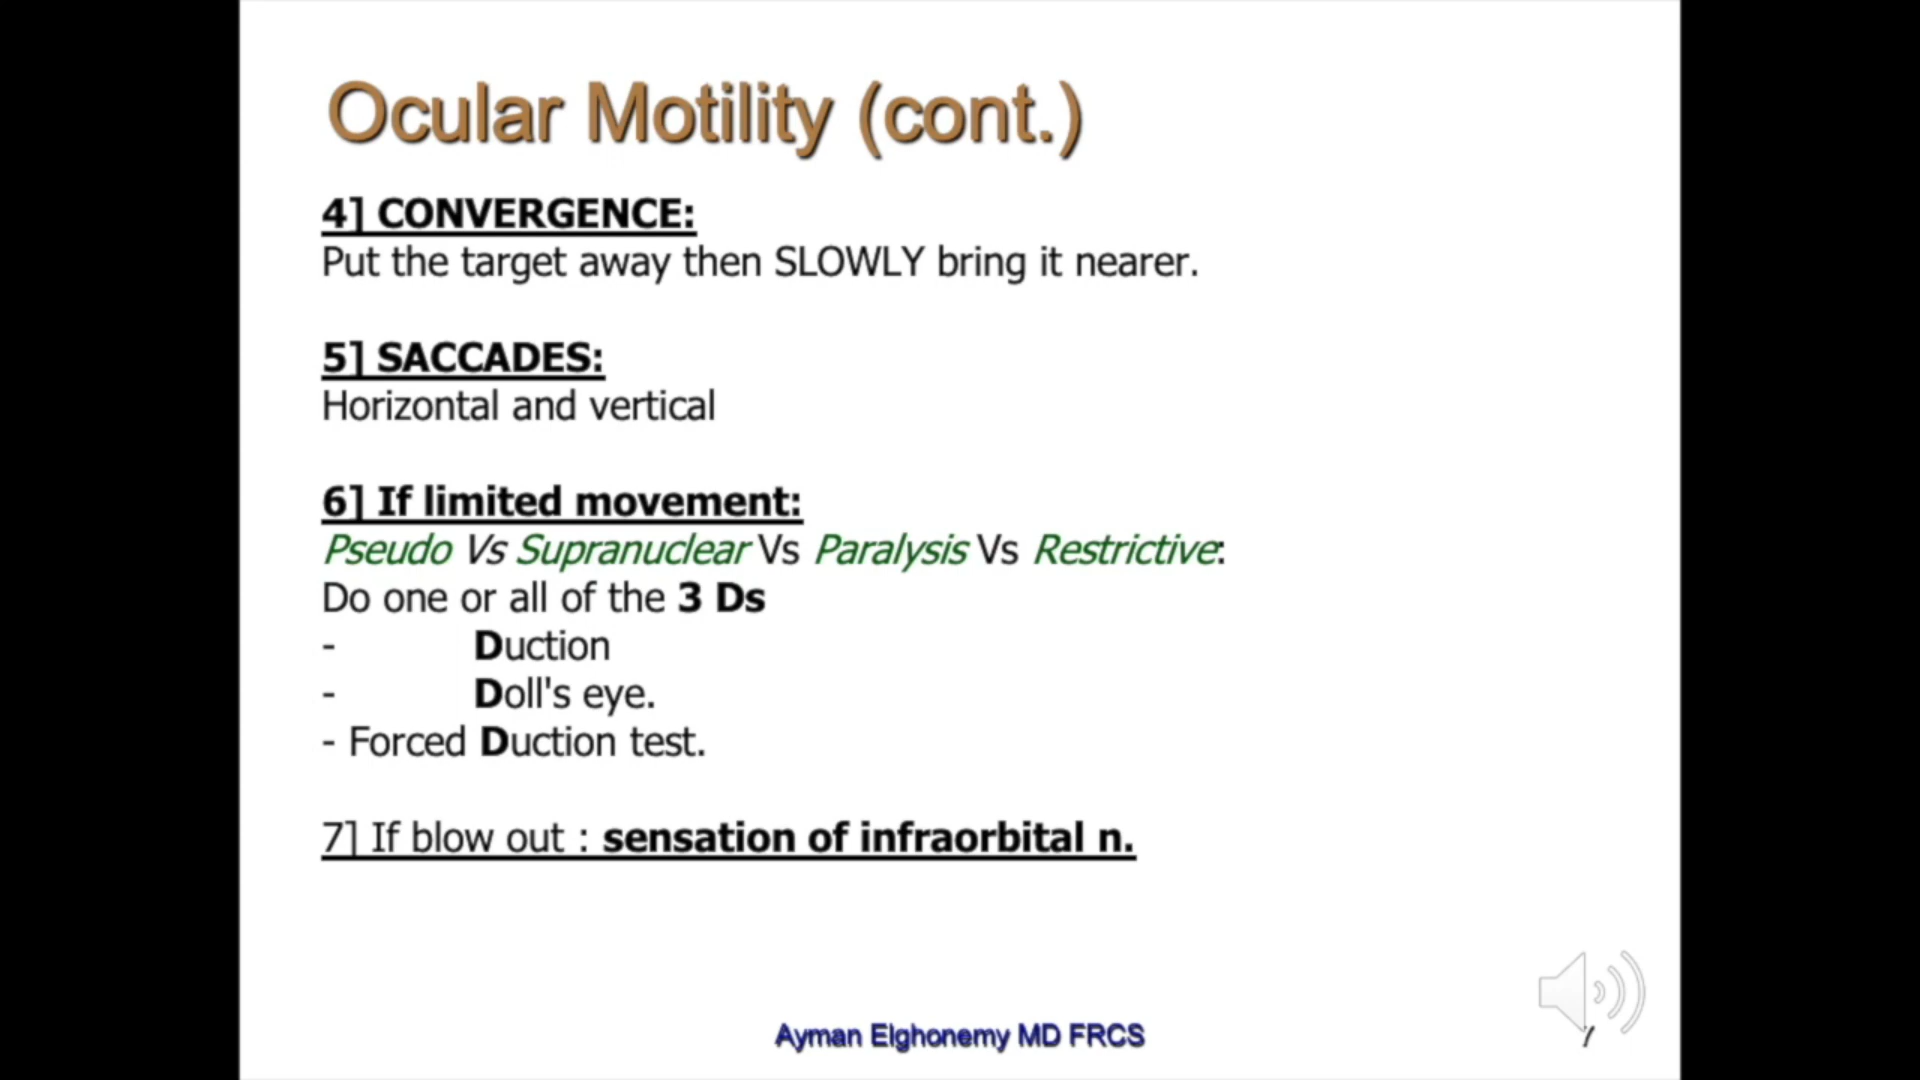 Ocular Motility (cont.)
4] CONVERGENCE:
Put the target away then SLOWLY bring it nearer.
5] SACCADES:
Horizontal and vertical
6] If limited movement:
Pseudo Vs Supranuclear Vs Paralysis Vs Restrictive:
Do one or all of the 3 Ds
- Duction
- Doll's eye.
- Forced Duction test.
7] If blow out : sensation of infraorbital n.
Ayman Elghonemy MD FRCS